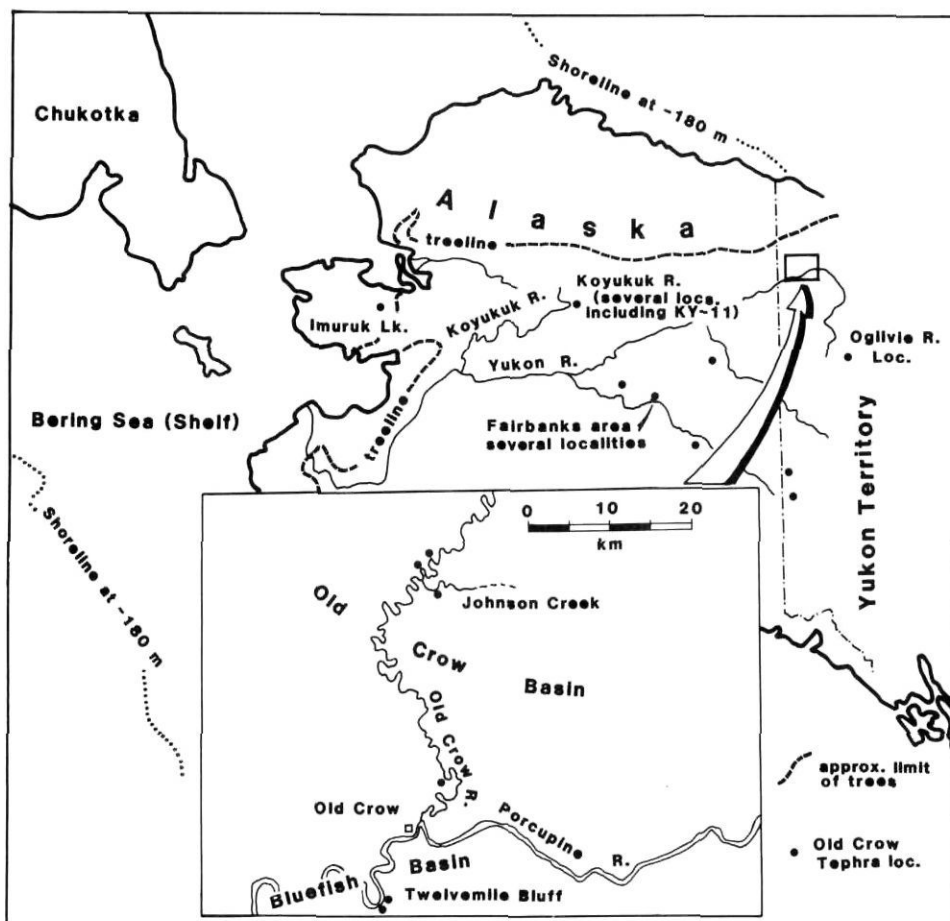 Chukotka
Shoreline at ~180 m
Alaska
treeline
Koyukuk R.
(several locs.
including KY-11)
Koyukuk R.
Imuruk Lk.
Ogilvie R.
Loc.
Yukon R.
Bering Sea (Shelf)
treeline
Fairbanks area
several localities
Yukon Territory
Shoreline at ~180 m
0 10 20
km
Old
Johnson Creek
Crow
Basin
Old Crow R.
approx. limit
of trees
Old Crow
Porcupine R.
Old Crow
Tephra loc.
Bluefish Basin
Twelvemile Bluff